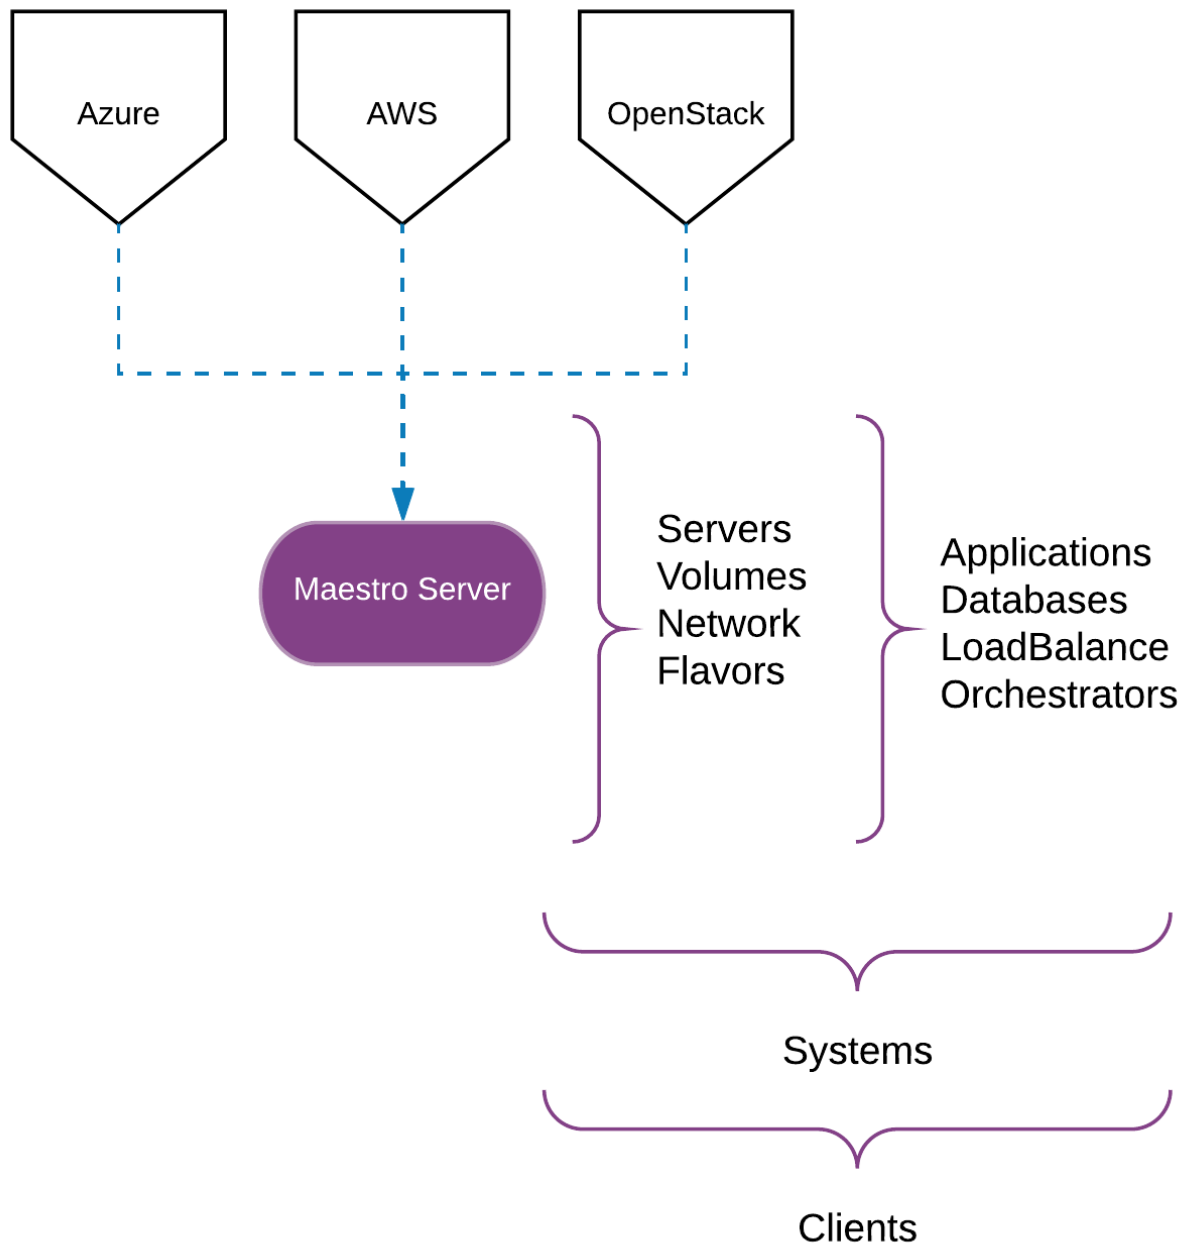 Azure
AWS
OpenStack
Maestro Server
Servers
Volumes
Network
Flavors
Applications
Databases
LoadBalance
Orchestrators
Systems
Clients